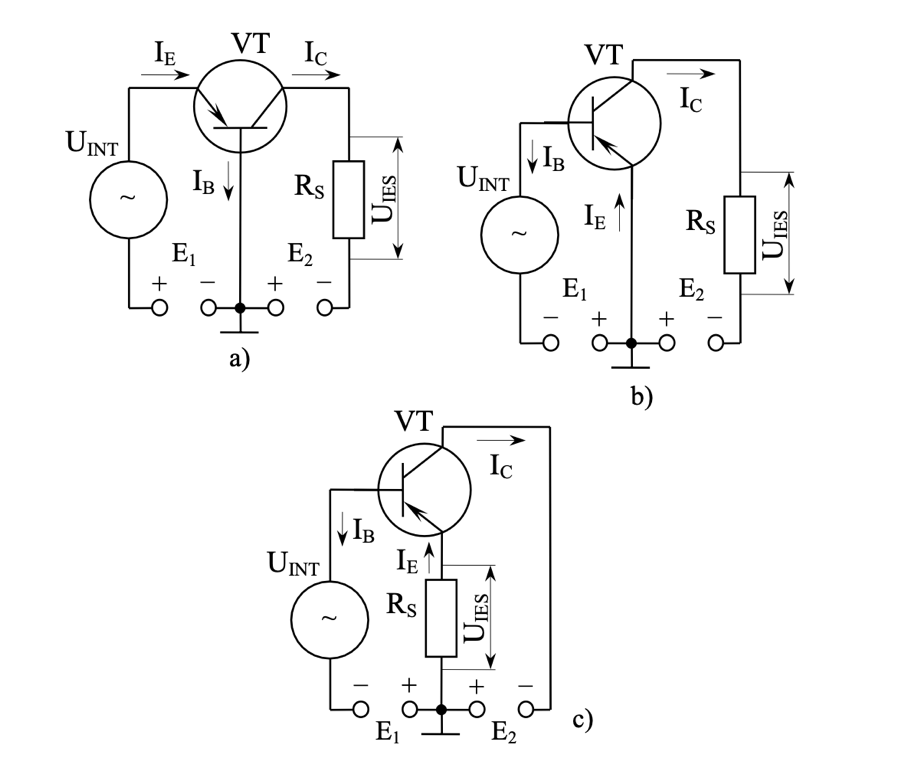 VT
I_E I_C
U_INT
~
I_B
R_S
U_IES
E_1 E_2
+ − + −
a)
VT
I_C
I_B
U_INT
~
I_E
R_S
U_IES
E_1 E_2
− + + −
b)
VT
I_C
I_B
U_INT
~
I_E
R_S
U_IES
− + + −
E_1 E_2
c)